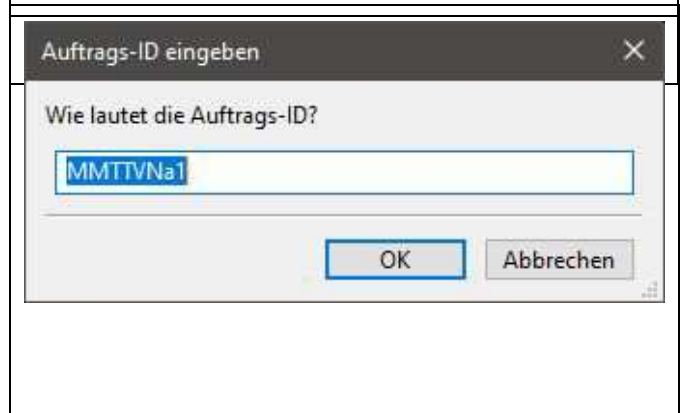 Auftrags-ID eingeben
Wie lautet die Auftrags-ID?
MMTTVNa1
OK Abbrechen